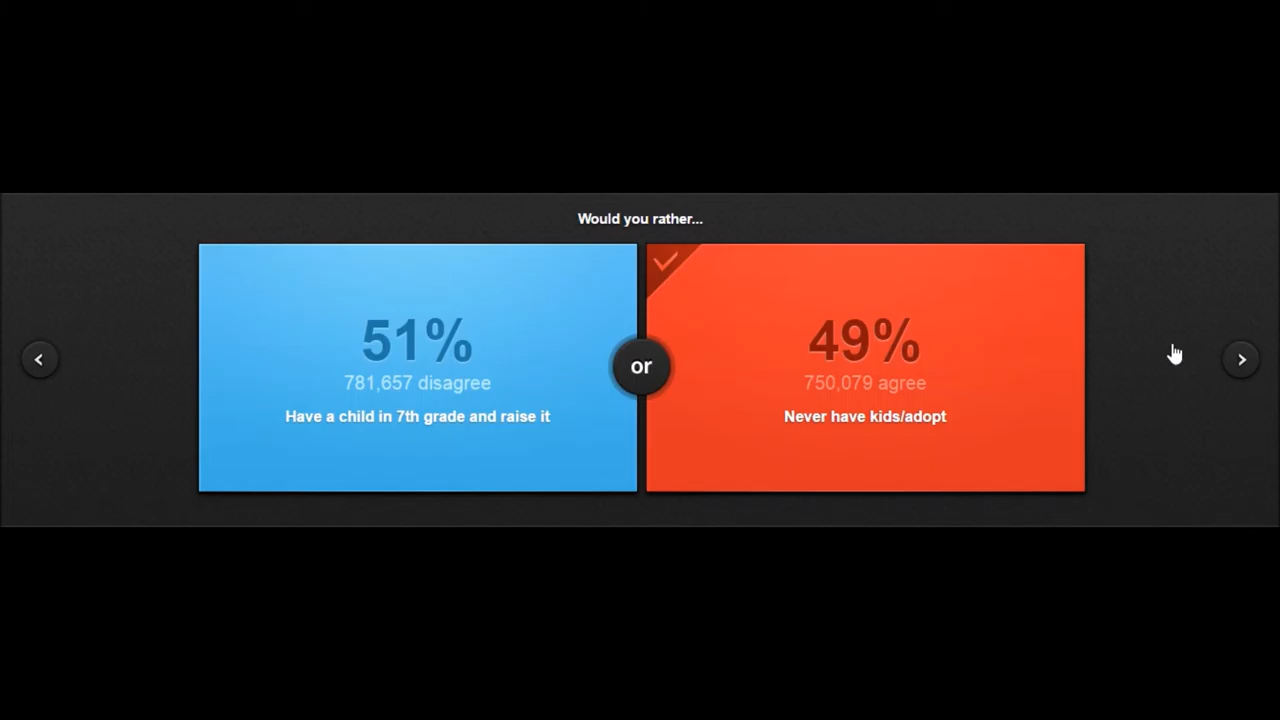 Would you rather...
51%
781,657 disagree
Have a child in 7th grade and raise it
or
49%
750,079 agree
Never have kids/adopt